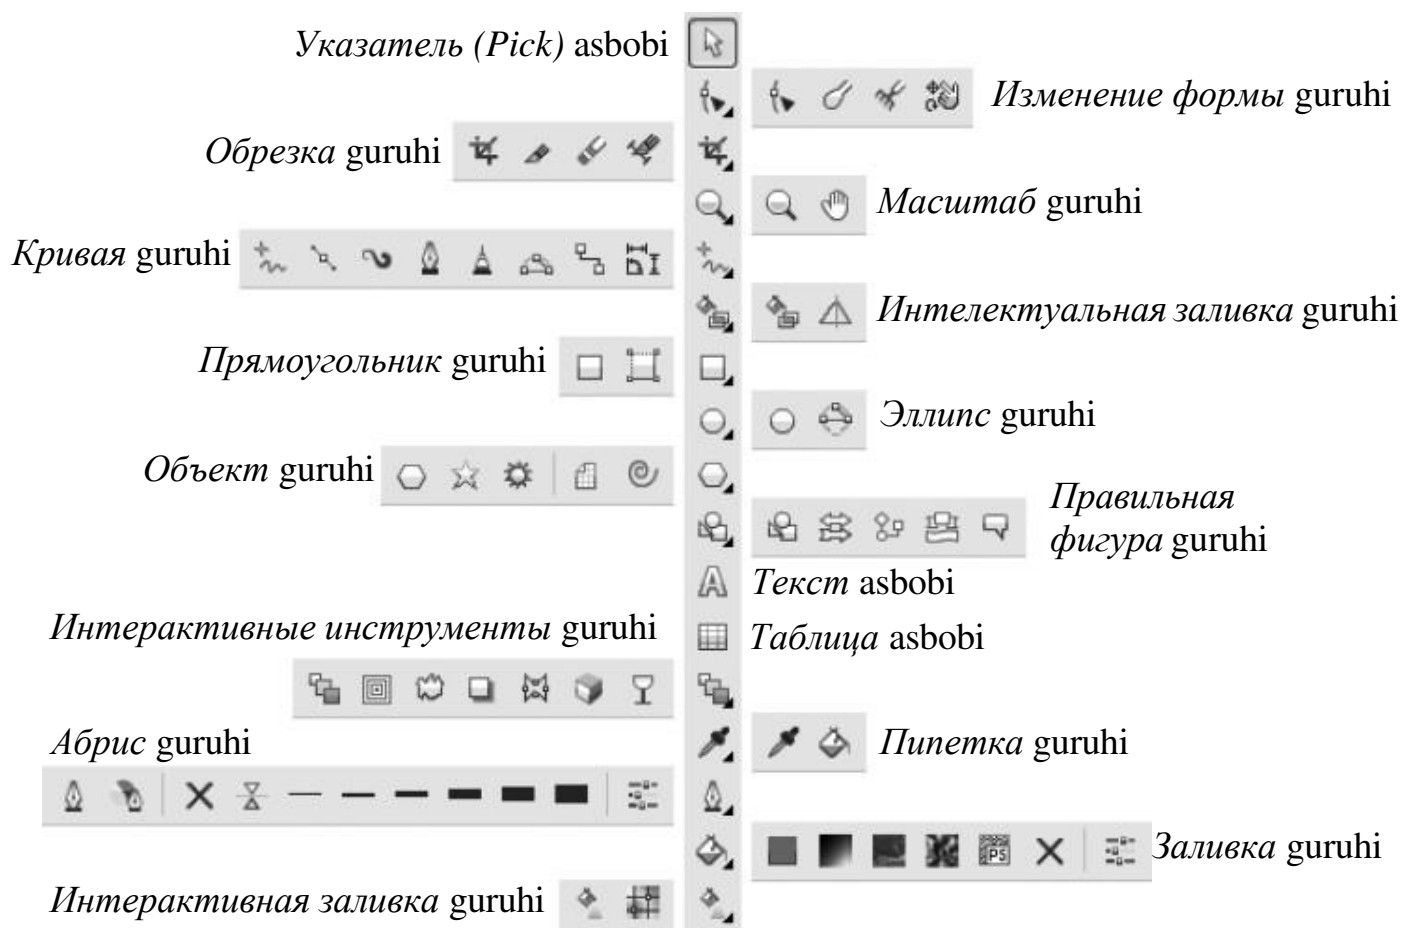 Указатель (Pick) asbobi
Изменение формы guruhi
Обрезка guruhi
Масштаб guruhi
Кривая guruhi
Интелектуальная заливка guruhi
Прямоугольник guruhi
Эллипс guruhi
Объект guruhi
Правильная
фигура guruhi
Текст asbobi
Интерактивные инструменты guruhi
Таблица asbobi
Абрис guruhi
Пипетка guruhi
PS
Заливка guruhi
Интерактивная заливка guruhi